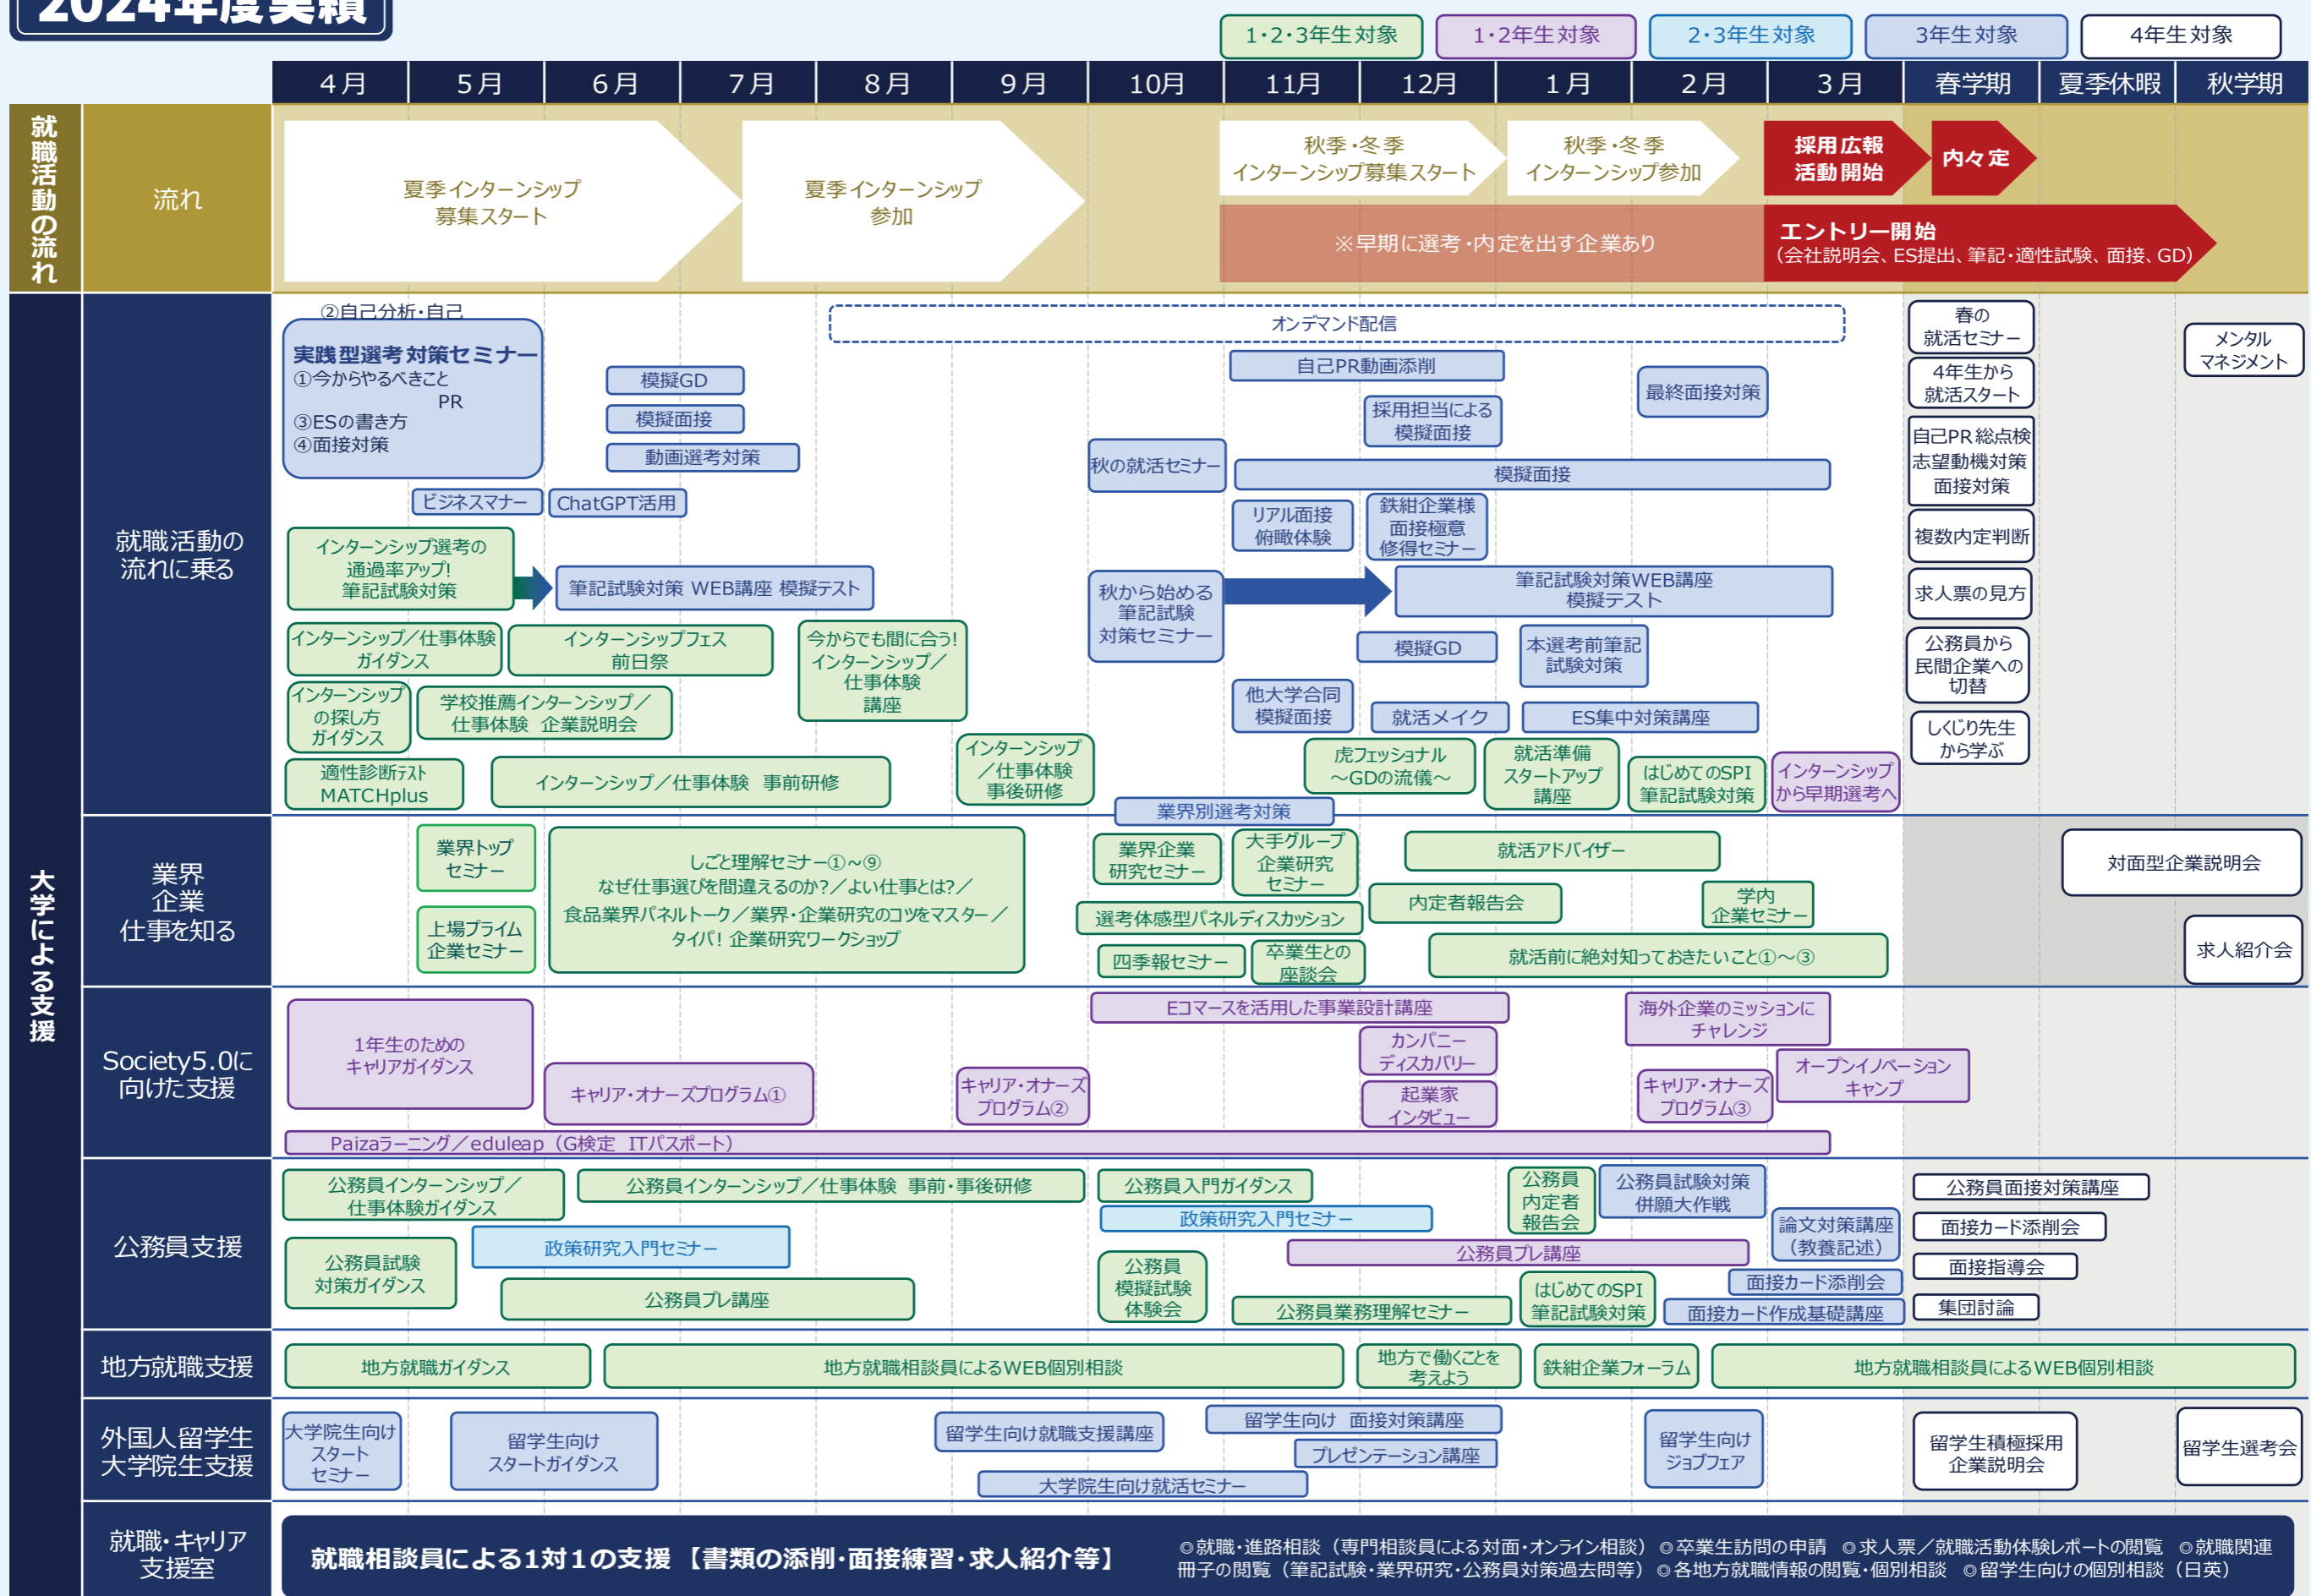 2024年度実績
1・2・3年生対象
1・2年生対象
2・3年生対象
3年生対象
4年生対象
4月
5月
6月
7月
8月
9月
10月
11月
12月
1月
2月
3月
春学期
夏季休暇
秋学期
就職活動の流れ
流れ
夏季インターンシップ
募集スタート
夏季インターンシップ
参加
秋季・冬季
インターンシップ募集スタート
秋季・冬季
インターンシップ参加
採用広報
活動開始
内々定
※早期に選考・内定を出す企業あり
エントリー開始
(会社説明会、ES提出、筆記・適性試験、面接、GD)
大学による支援
就職活動の
流れに乗る
②自己分析・自己
実践型選考対策セミナー
①今からやるべきこと
PR
③ESの書き方
④面接対策
オンデマンド配信
模擬GD
模擬面接
動画選考対策
ビジネスマナー
ChatGPT活用
自己PR動画添削
採用担当による
模擬面接
最終面接対策
秋の就活セミナー
模擬面接
リアル面接
俯瞰体験
鉄紺企業様
面接極意
修得セミナー
インターンシップ選考の
通過率アップ!
筆記試験対策
筆記試験対策 WEB講座 模擬テスト
秋から始める
筆記試験
対策セミナー
筆記試験対策WEB講座
模擬テスト
インターンシップ/仕事体験
ガイダンス
インターンシップフェス
前日祭
今からでも間に合う!
インターンシップ/
仕事体験
講座
模擬GD
本選考前筆記
試験対策
インターンシップ
の探し方
ガイダンス
学校推薦インターンシップ/
仕事体験 企業説明会
他大学合同
模擬面接
就活メイク
ES集中対策講座
適性診断テスト
MATCHplus
インターンシップ/仕事体験 事前研修
インターンシップ
/仕事体験
事後研修
虎フェッショナル
~GDの流儀~
就活準備
スタートアップ
講座
はじめてのSPI
筆記試験対策
インターンシップ
から早期選考へ
業界別選考対策
春の
就活セミナー
4年生から
就活スタート
自己PR総点検
志望動機対策
面接対策
複数内定判断
求人票の見方
公務員から
民間企業への
切替
しくじり先生
から学ぶ
メンタル
マネジメント
業界
企業
仕事を知る
業界トップ
セミナー
上場プライム
企業セミナー
しごと理解セミナー①~⑨
なぜ仕事選びを間違えるのか?/よい仕事とは?/
食品業界パネルトーク/業界・企業研究のコツをマスター/
タイパ! 企業研究ワークショップ
業界企業
研究セミナー
大手グループ
企業研究
セミナー
就活アドバイザー
選考体感型パネルディスカッション
内定者報告会
学内
企業セミナー
四季報セミナー
卒業生との
座談会
就活前に絶対知っておきたいこと①~③
対面型企業説明会
求人紹介会
Society5.0に
向けた支援
1年生のための
キャリアガイダンス
キャリア・オナーズプログラム①
キャリア・オナーズ
プログラム②
Eコマースを活用した事業設計講座
カンパニー
ディスカバリー
起業家
インタビュー
海外企業のミッションに
チャレンジ
キャリア・オナーズ
プログラム③
オープンイノベーション
キャンプ
Paizaラーニング/eduleap(G検定 ITパスポート)
公務員支援
公務員インターンシップ/
仕事体験ガイダンス
公務員インターンシップ/仕事体験 事前・事後研修
公務員入門ガイダンス
公務員
内定者
報告会
公務員試験対策
併願大作戦
政策研究入門セミナー
政策研究入門セミナー
公務員試験
対策ガイダンス
公務員プレ講座
公務員
模擬試験
体験会
公務員プレ講座
公務員業務理解セミナー
はじめてのSPI
筆記試験対策
論文対策講座
(教養記述)
面接カード添削会
面接カード作成基礎講座
公務員面接対策講座
面接カード添削会
面接指導会
集団討論
地方就職支援
地方就職ガイダンス
地方就職相談員によるWEB個別相談
地方で働くことを
考えよう
鉄紺企業フォーラム
地方就職相談員によるWEB個別相談
外国人留学生
大学院生支援
大学院生向け
スタート
セミナー
留学生向け
スタートガイダンス
留学生向け就職支援講座
大学院生向け就活セミナー
留学生向け 面接対策講座
プレゼンテーション講座
留学生向け
ジョブフェア
留学生積極採用
企業説明会
留学生選考会
就職・キャリア
支援室
就職相談員による1対1の支援 【書類の添削・面接練習・求人紹介等】
◎就職・進路相談(専門相談員による対面・オンライン相談) ◎卒業生訪問の申請 ◎求人票/就職活動体験レポートの閲覧 ◎就職関連
冊子の閲覧(筆記試験・業界研究・公務員対策過去問等) ◎各地方就職情報の閲覧・個別相談 ◎留学生向けの個別相談(日英)